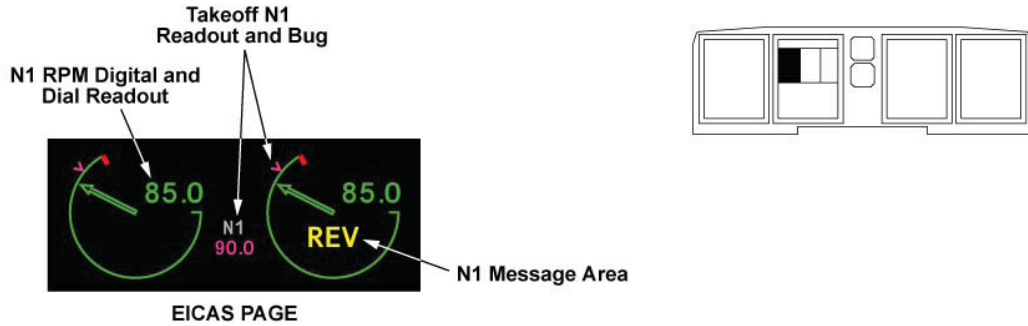 Takeoff N1
Readout and Bug
N1 RPM Digital and
Dial Readout
85.0
85.0
N1
90.0
REV
N1 Message Area
EICAS PAGE